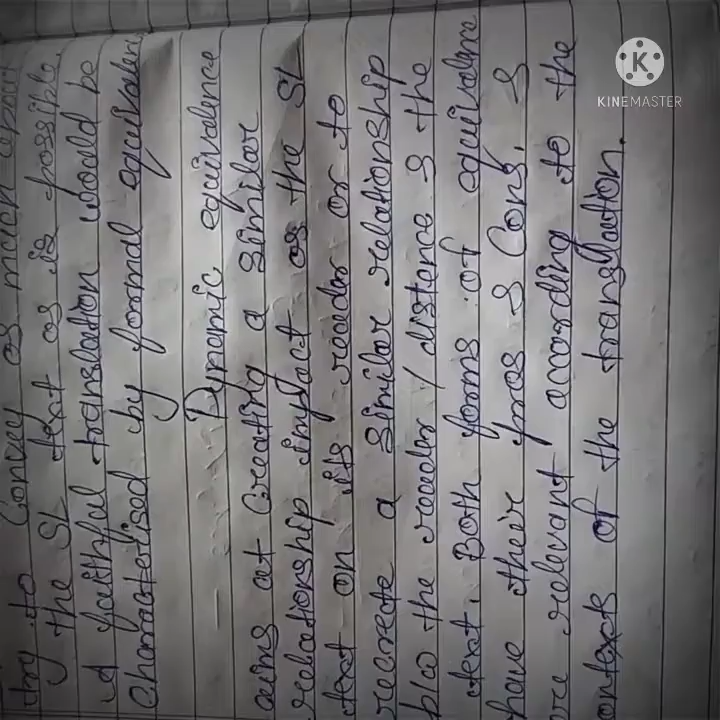 try to Convey as much about
the SL text as is possible.
A faithful translation would be
Characterised by formal equivalence
Dynamic equivalence
aims at Creating a similar
relationship impact as the SL
text on its reader or to
recreate a similar relationship
b/w the reader / distance & the
text. Both forms of equivalence
have their pros & Cons, &
re relevant according to the
ontexts of the translation.
KINEMASTER